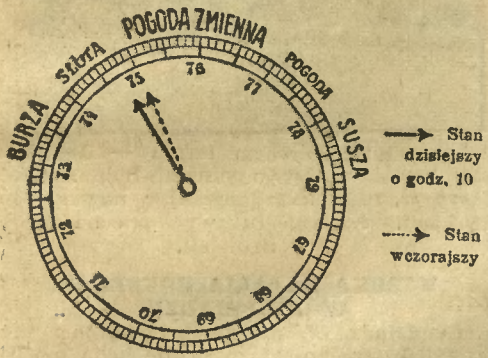 POGODA ZMIENNA
SŁOTA
POGODA
BURZA
SUSZA
75
76
77
74
78
73
79
72
67
71
68
70
69
Stan
dzisiejszy
o godz. 10
Stan
wczorajszy